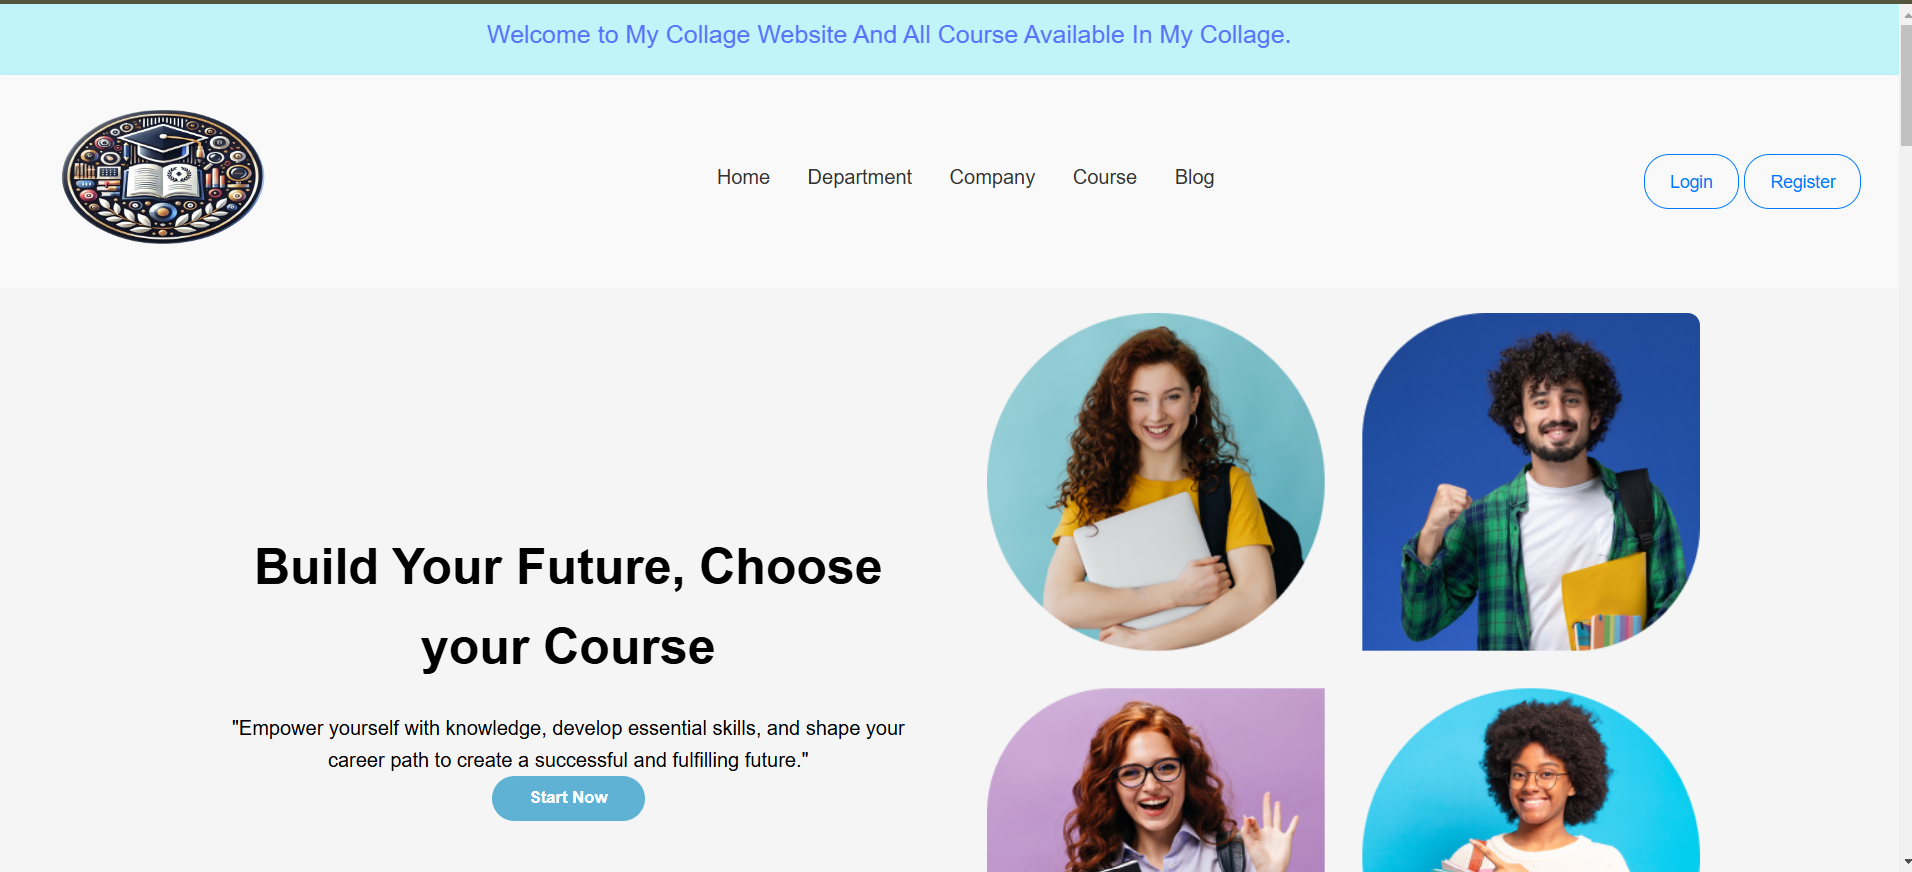 Welcome to My Collage Website And All Course Available In My Collage.
Home Department Company Course Blog
Login Register
Build Your Future, Choose
your Course
"Empower yourself with knowledge, develop essential skills, and shape your
career path to create a successful and fulfilling future."
Start Now